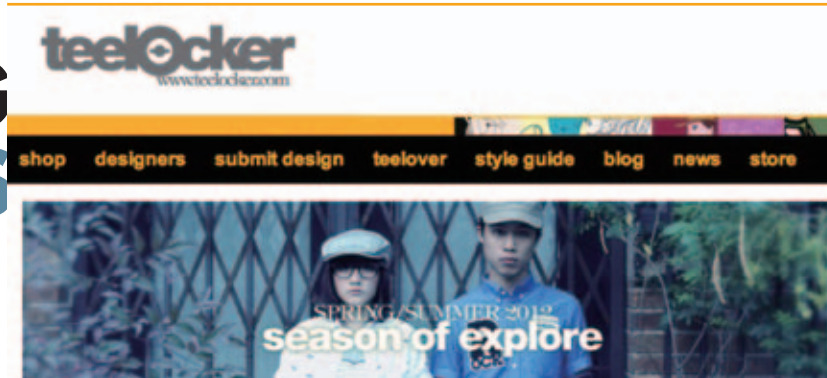 teelocker
www.teelocker.com
shop designers submit design teelover style guide blog news store
SPRING/SUMMER 2012
season of explore